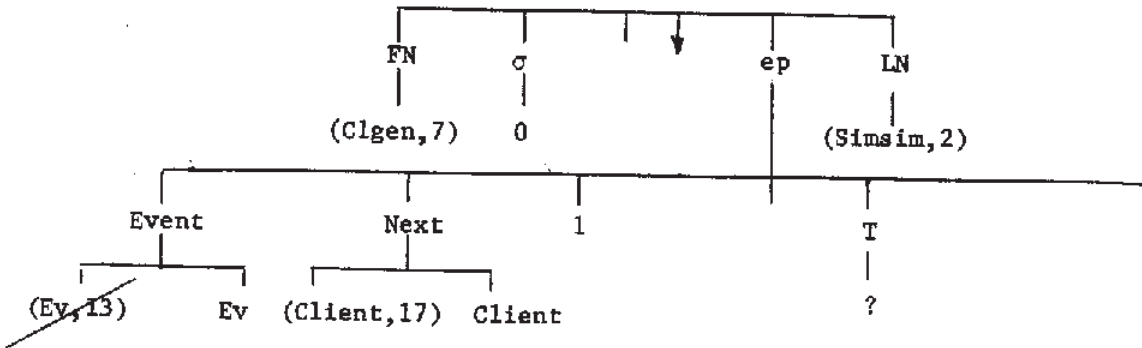 FN σ ep LN
(Clgen,7) 0 (Simsim,2)
Event Next 1 T
(Ev,13) Ev (Client,17) Client ?